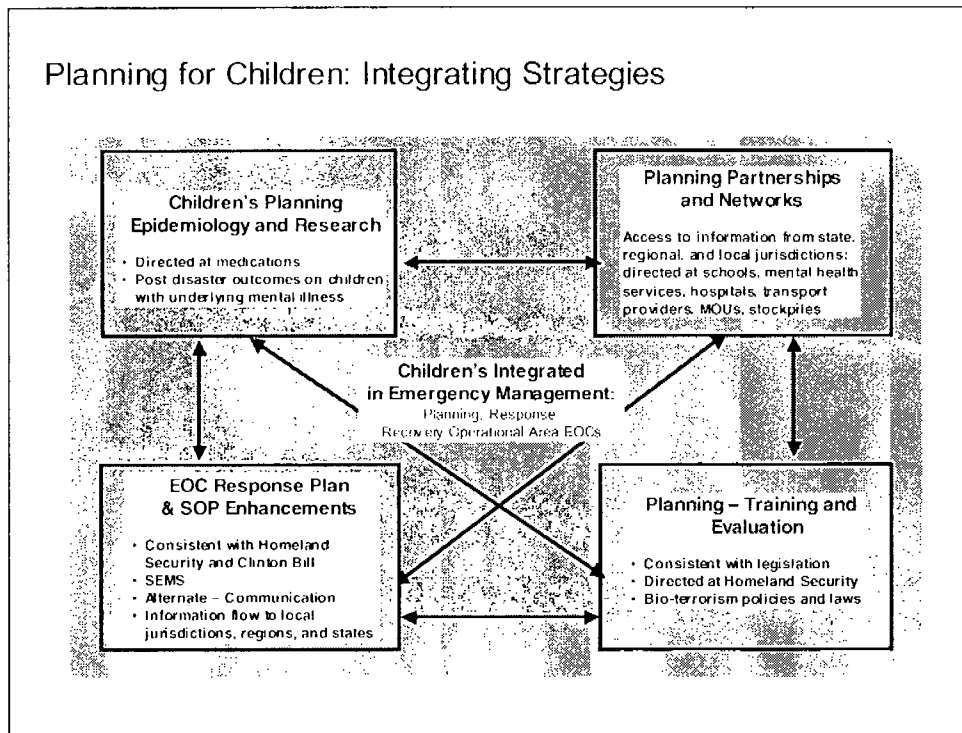 Planning for Children: Integrating Strategies
Children's Planning
Epidemiology and Research
• Directed at medications
• Post disaster outcomes on children
with underlying mental illness
Planning Partnerships
and Networks
Access to information from state,
regional, and local jurisdictions;
directed at schools, mental health
services, hospitals, transport
providers, MOUs, stockpiles
Children's Integrated
in Emergency Management:
Planning, Response
Recovery Operational Area EOCs
EOC Response Plan
& SOP Enhancements
• Consistent with Homeland
Security and Clinton Bill
• SEMS
• Alternate – Communication
• Information flow to local
jurisdictions, regions, and states
Planning – Training and
Evaluation
• Consistent with legislation
• Directed at Homeland Security
• Bio-terrorism policies and laws